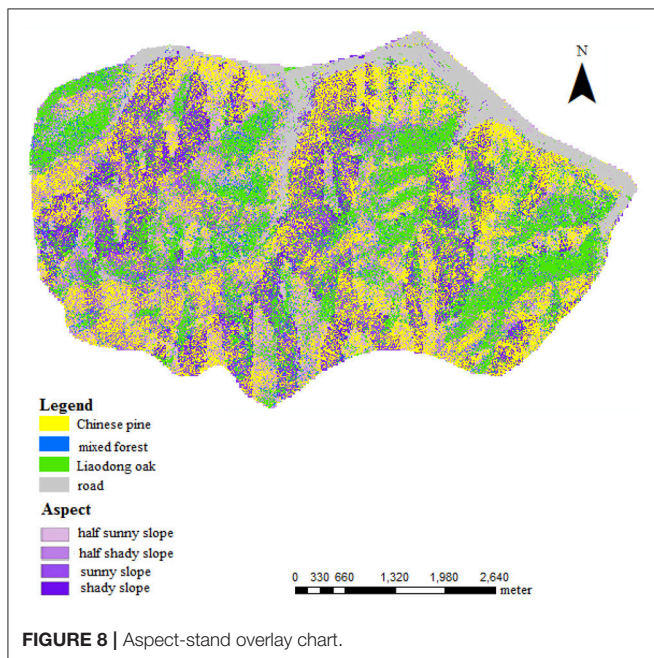 N
Legend
Chinese pine
mixed forest
Liaodong oak
road
Aspect
half sunny slope
half shady slope
sunny slope
shady slope
0 330 660 1,320 1,980 2,640
meter
FIGURE 8 | Aspect-stand overlay chart.